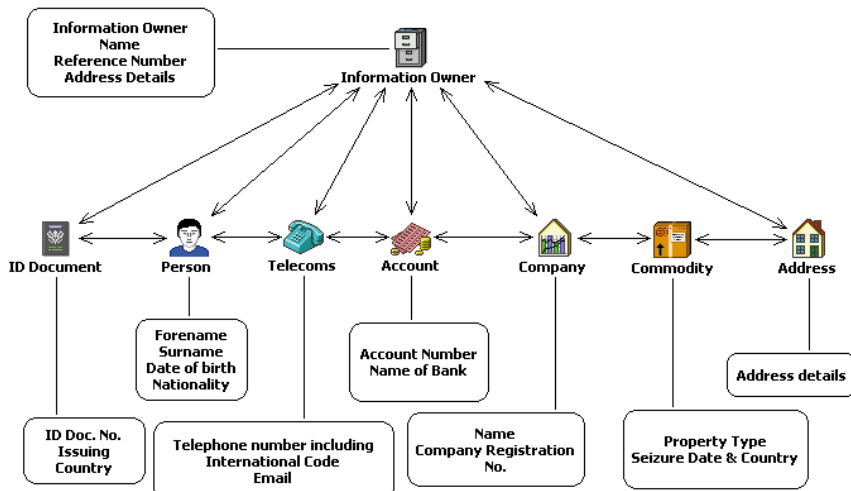 Information Owner
Name
Reference Number
Address Details
Information Owner
ID Document
Person
Telecoms
Account
Company
Commodity
Address
Forename
Surname
Date of birth
Nationality
Account Number
Name of Bank
Address details
ID Doc. No.
Issuing
Country
Telephone number including
International Code
Email
Name
Company Registration
No.
Property Type
Seizure Date & Country